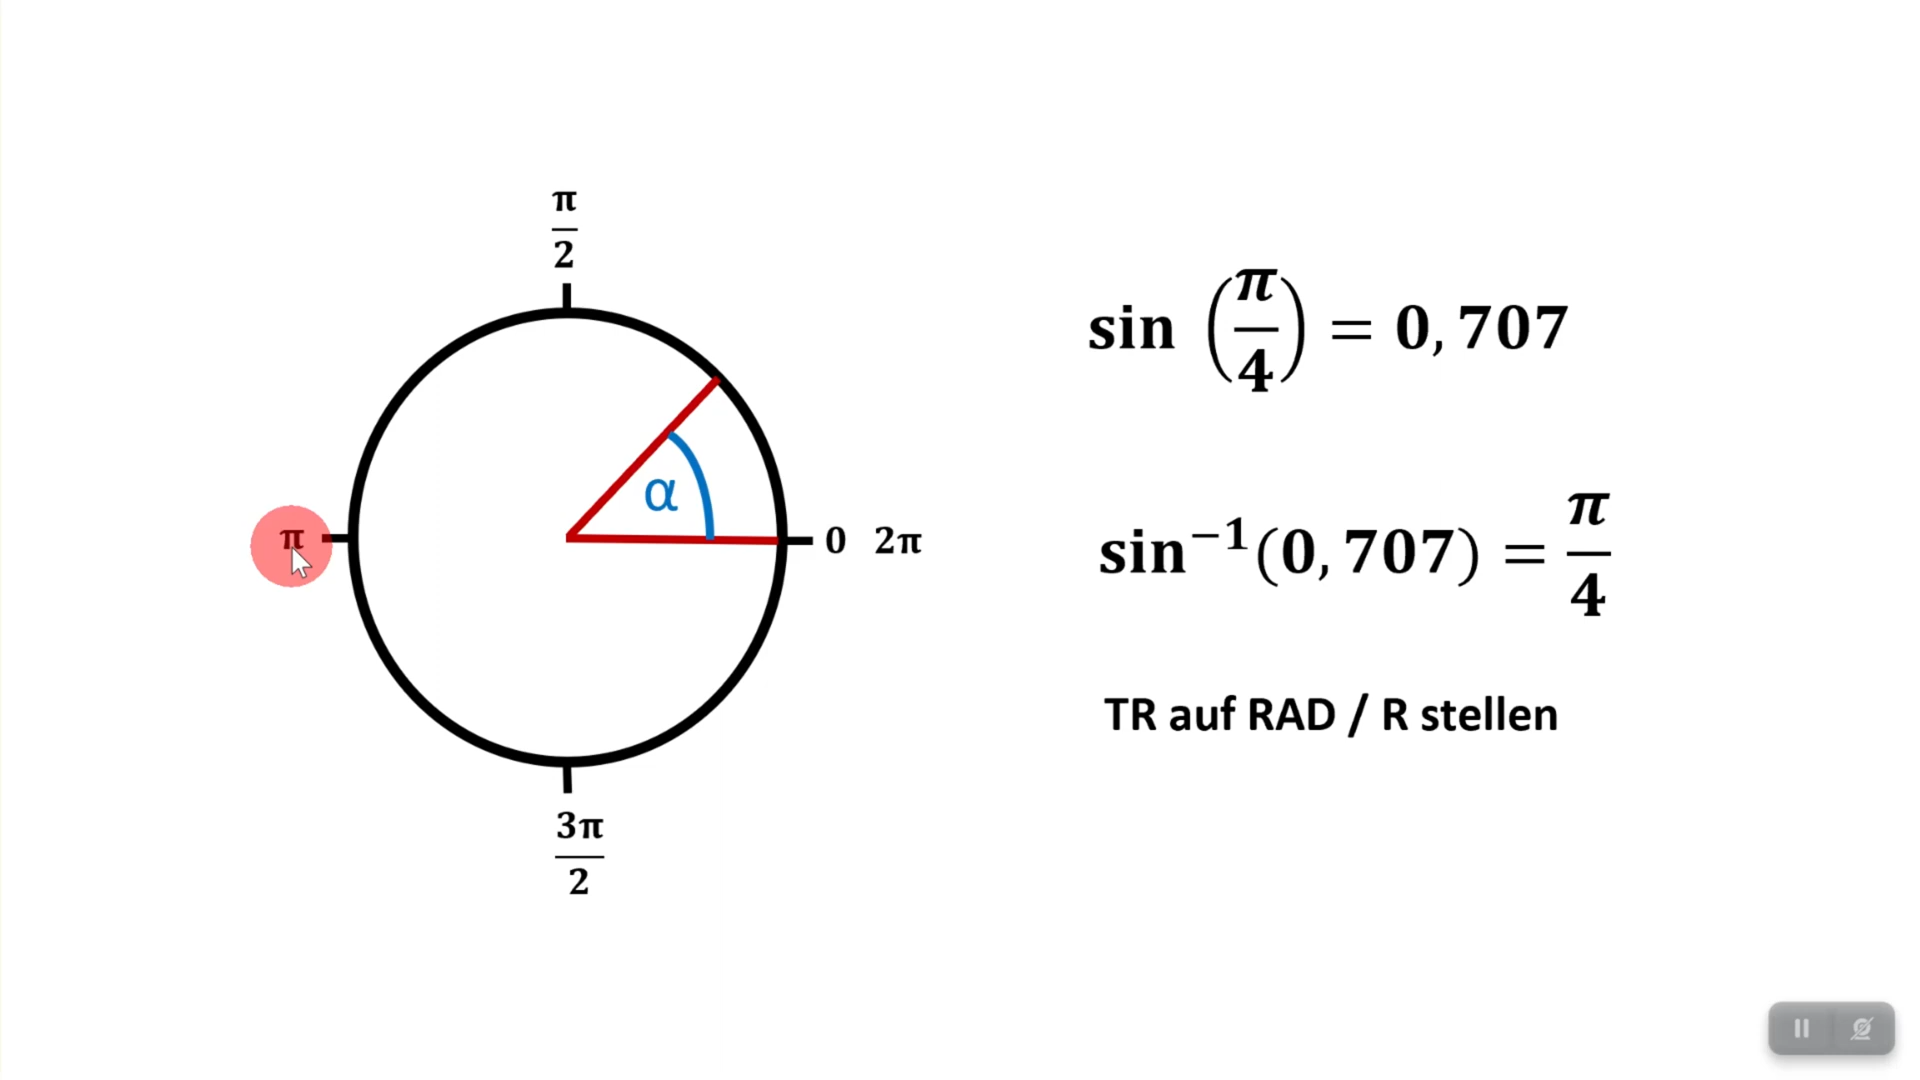 π/2
sin (π/4) = 0,707
α
π
0 2π
sin⁻¹(0,707) = π/4
TR auf RAD / R stellen
3π/2